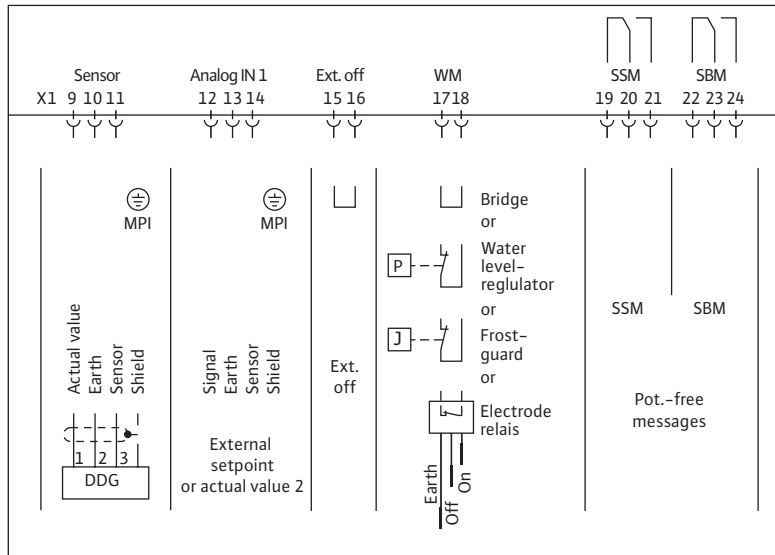 Sensor Analog IN 1 Ext. off WM SSM SBM
X1 9 10 11 12 13 14 15 16 17 18 19 20 21 22 23 24
MPI
MPI
Bridge
or
P
Water
level-
reglulator
or
J
Frost-
guard
or
Electrode
relais
Earth
Off
On
Actual value
Earth
Sensor
Shield
1 2 3
DDG
Signal
Earth
Sensor
Shield
External
setpoint
or actual value 2
Ext.
off
SSM SBM
Pot.-free
messages